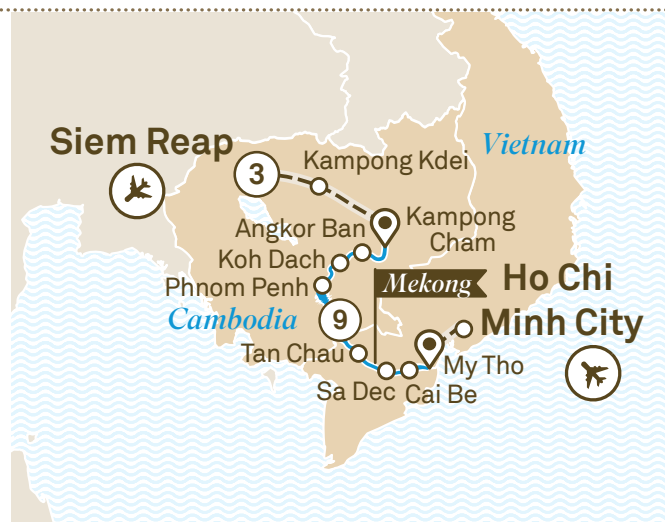 Siem Reap
3
Kampong Kdei
Vietnam
Angkor Ban
Kampong
Cham
Koh Dach
Phnom Penh
Mekong
Ho Chi
Minh City
Cambodia
9
Tan Chau
My Tho
Sa Dec
Cai Be